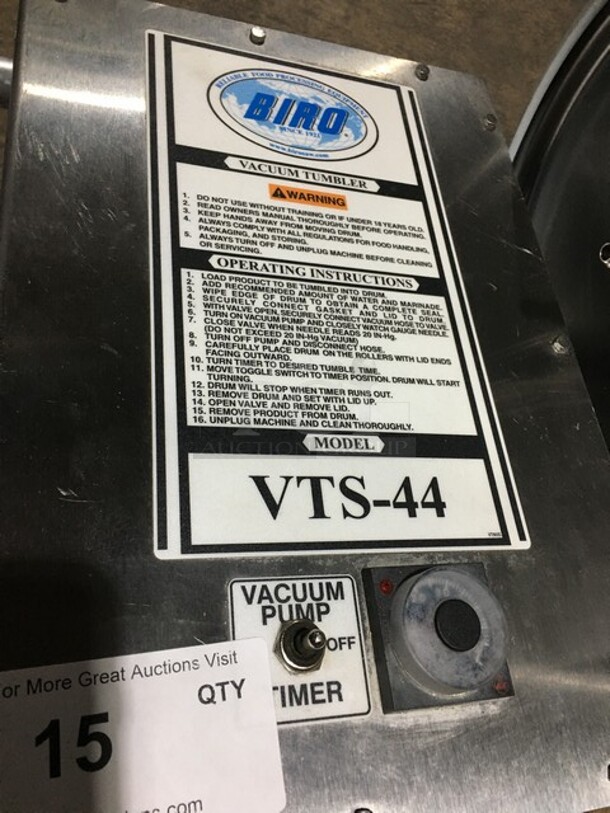 RELIABLE FOOD PROCESSING EQUIPMENT
BIRO
SINCE 1921
www.birosaw.com
VACUUM TUMBLER
WARNING
1. DO NOT USE WITHOUT TRAINING OR IF UNDER 18 YEARS OLD.
2. READ OWNERS MANUAL THOROUGHLY BEFORE OPERATING.
3. KEEP HANDS AWAY FROM MOVING DRUM.
4. ALWAYS COMPLY WITH ALL REGULATIONS FOR FOOD HANDLING,
PACKAGING, AND STORING.
5. ALWAYS TURN OFF AND UNPLUG MACHINE BEFORE CLEANING
OR SERVICING.
OPERATING INSTRUCTIONS
1. LOAD PRODUCT TO BE TUMBLED INTO DRUM.
2. ADD RECOMMENDED AMOUNT OF WATER AND MARINADE.
3. WIPE EDGE OF DRUM TO OBTAIN A COMPLETE SEAL.
4. SECURELY CONNECT GASKET AND LID TO DRUM.
5. WITH VALVE OPEN, SECURELY CONNECT VACUUM HOSE TO VALVE.
6. TURN ON VACUUM PUMP AND CLOSELY WATCH GAUGE NEEDLE.
7. CLOSE VALVE WHEN NEEDLE READS 20 IN-Hg.
(DO NOT EXCEED 20 IN-Hg VACUUM)
8. TURN OFF PUMP AND DISCONNECT HOSE.
9. CAREFULLY PLACE DRUM ON THE ROLLERS WITH LID ENDS
FACING OUTWARD.
10. TURN TIMER TO DESIRED TUMBLE TIME.
11. MOVE TOGGLE SWITCH TO TIMER POSITION. DRUM WILL START
TURNING.
12. DRUM WILL STOP WHEN TIMER RUNS OUT.
13. REMOVE DRUM AND SET WITH LID UP.
14. OPEN VALVE AND REMOVE LID.
15. REMOVE PRODUCT FROM DRUM.
16. UNPLUG MACHINE AND CLEAN THOROUGHLY.
MODEL
VTS-44
VACUUM
PUMP
OFF
TIMER
or More Great Auctions Visit
QTY
15